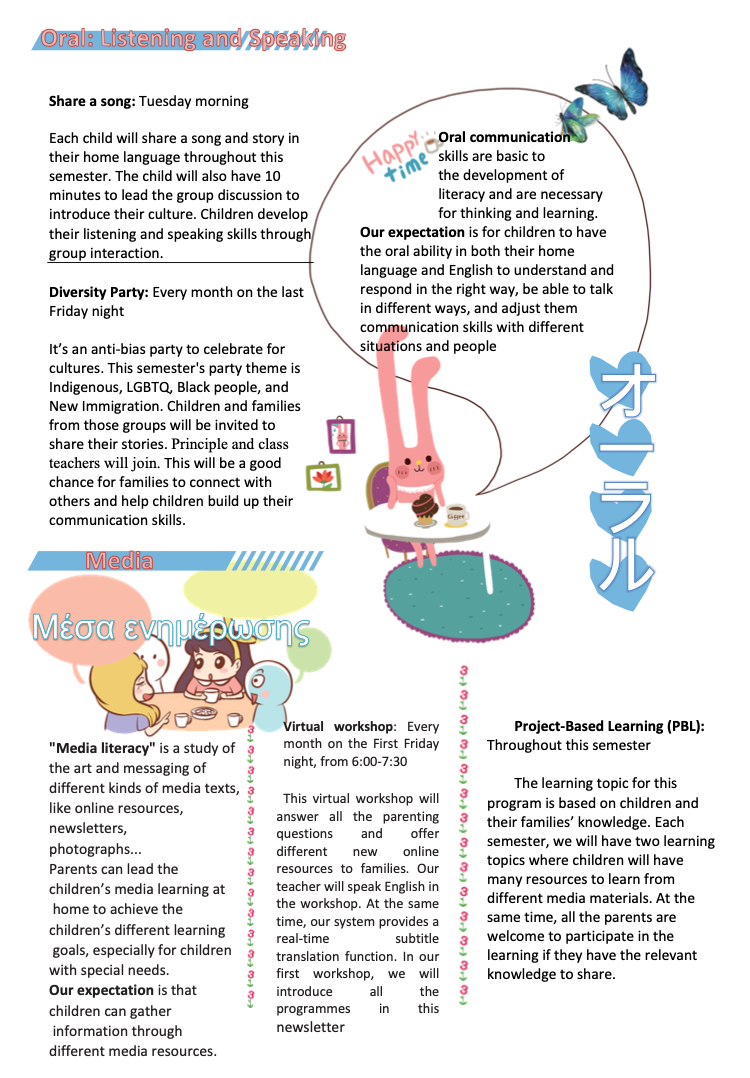 Oral: Listening and Speaking
Share a song: Tuesday morning
Each child will share a song and story in
their home language throughout this
semester. The child will also have 10
minutes to lead the group discussion to
introduce their culture. Children develop
their listening and speaking skills through
group interaction.
Diversity Party: Every month on the last
Friday night
It's an anti-bias party to celebrate for
cultures. This semester's party theme is
Indigenous, LGBTQ, Black people, and
New Immigration. Children and families
from those groups will be invited to
share their stories. Principle and class
teachers will join. This will be a good
chance for families to connect with
others and help children build up their
communication skills.
HAPPY
time
Oral communication
skills are basic to
the development of
literacy and are necessary
for thinking and learning.
Our expectation is for children to have
the oral ability in both their home
language and English to understand and
respond in the right way, be able to talk
in different ways, and adjust them
communication skills with different
situations and people
オーラル
Coffee
Media
Μέσα ενημέρωσης
"Media literacy" is a study of
the art and messaging of
different kinds of media texts,
like online resources,
newsletters,
photographs...
Parents can lead the
children's media learning at
home to achieve the
children's different learning
goals, especially for children
with special needs.
Our expectation is that
children can gather
information through
different media resources.
Virtual workshop: Every
month on the First Friday
night, from 6:00-7:30
This virtual workshop will
answer all the parenting
questions and offer
different new online
resources to families. Our
teacher will speak English in
the workshop. At the same
time, our system provides a
real-time subtitle
translation function. In our
first workshop, we will
introduce all the
programmes in this
newsletter
Project-Based Learning (PBL):
Throughout this semester
The learning topic for this
program is based on children and
their families' knowledge. Each
semester, we will have two learning
topics where children will have
many resources to learn from
different media materials. At the
same time, all the parents are
welcome to participate in the
learning if they have the relevant
knowledge to share.